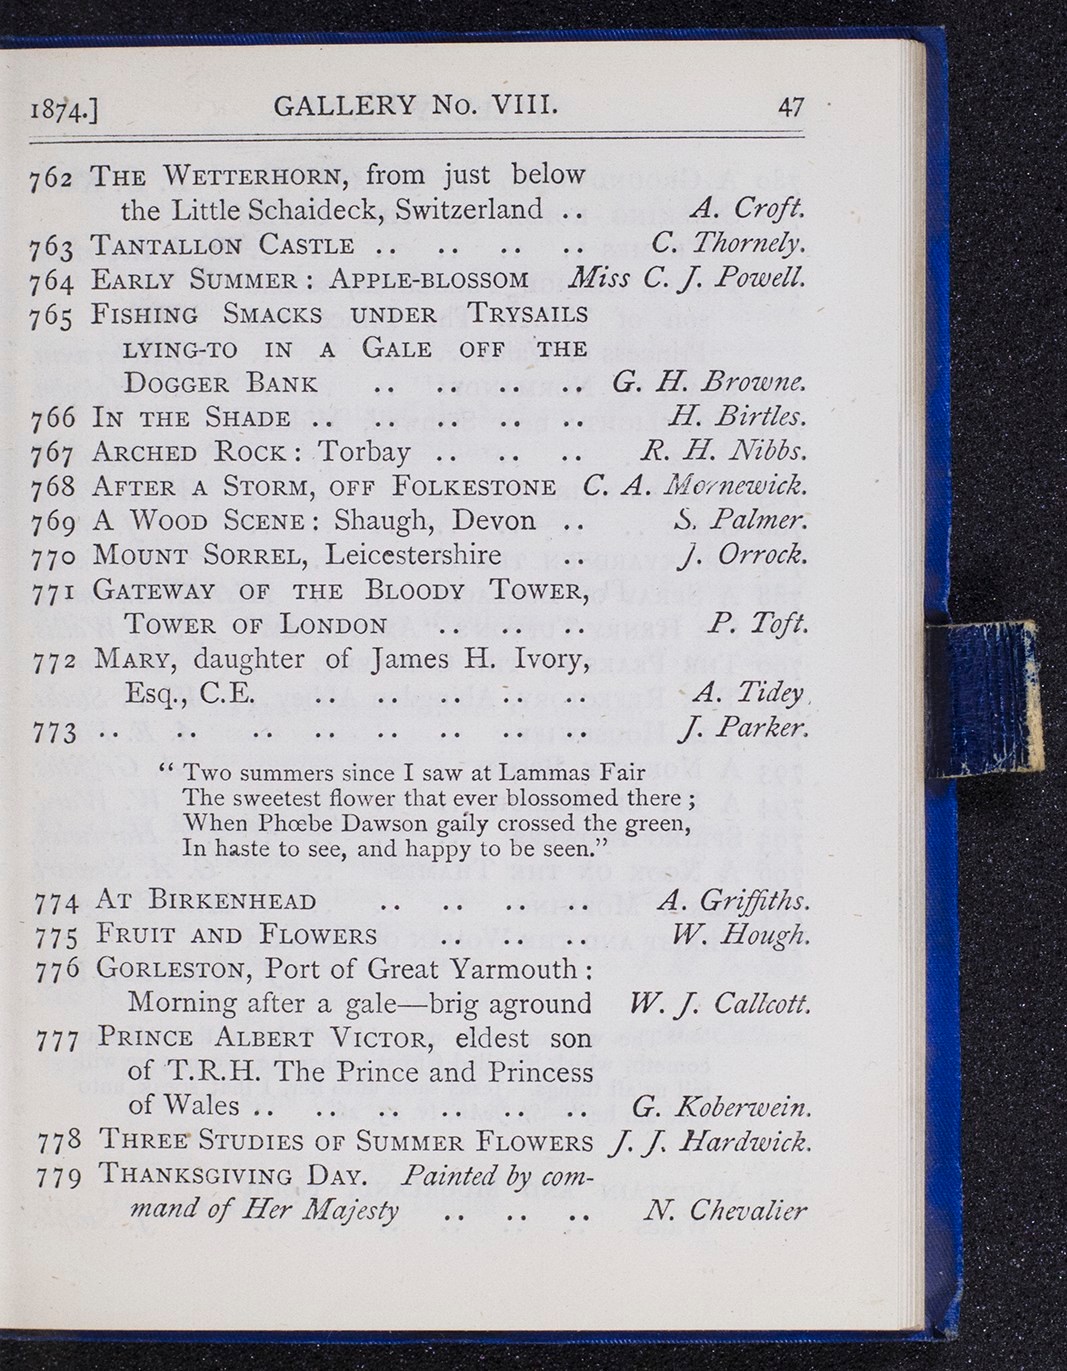 1874.] GALLERY No. VIII. 47
762 THE WETTERHORN, from just below
the Little Schaideck, Switzerland .. A. Croft.
763 TANTALLON CASTLE .. .. .. .. C. Thornely.
764 EARLY SUMMER: APPLE-BLOSSOM Miss C. J. Powell.
765 FISHING SMACKS UNDER TRYSAILS
LYING-TO IN A GALE OFF THE
DOGGER BANK .. .. .. .. G. H. Browne.
766 IN THE SHADE .. .. .. .. .. H. Birtles.
767 ARCHED ROCK: Torbay .. .. .. R. H. Nibbs.
768 AFTER A STORM, OFF FOLKESTONE C. A. Mornewick.
769 A WOOD SCENE: Shaugh, Devon .. S. Palmer.
770 MOUNT SORREL, Leicestershire .. J. Orrock.
771 GATEWAY OF THE BLOODY TOWER,
TOWER OF LONDON .. .. .. P. Toft.
772 MARY, daughter of James H. Ivory,
Esq., C.E. .. .. .. .. .. A. Tidey.
773 .. .. .. .. .. .. .. .. J. Parker.
“ Two summers since I saw at Lammas Fair
The sweetest flower that ever blossomed there ;
When Phœbe Dawson gaily crossed the green,
In haste to see, and happy to be seen.”
774 AT BIRKENHEAD .. .. .. .. A. Griffiths.
775 FRUIT AND FLOWERS .. .. .. W. Hough.
776 GORLESTON, Port of Great Yarmouth :
Morning after a gale—brig aground W. J. Callcott.
777 PRINCE ALBERT VICTOR, eldest son
of T.R.H. The Prince and Princess
of Wales .. .. .. .. .. .. G. Koberwein.
778 THREE STUDIES OF SUMMER FLOWERS J. J. Hardwick.
779 THANKSGIVING DAY. Painted by com-
mand of Her Majesty .. .. .. N. Chevalier